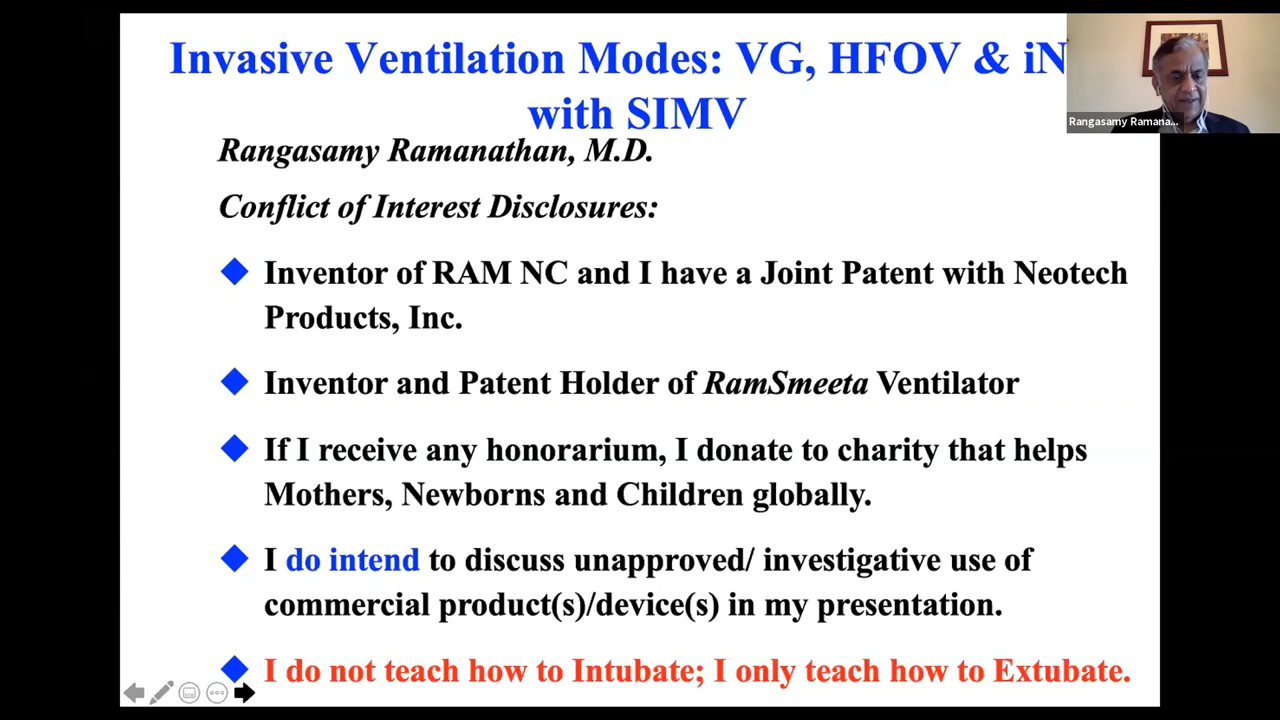 Invasive Ventilation Modes: VG, HFOV & iN
with SIMV
Rangasamy Ramana...
Rangasamy Ramanathan, M.D.
Conflict of Interest Disclosures:
Inventor of RAM NC and I have a Joint Patent with Neotech
Products, Inc.
Inventor and Patent Holder of RamSmeeta Ventilator
If I receive any honorarium, I donate to charity that helps
Mothers, Newborns and Children globally.
I do intend to discuss unapproved/ investigative use of
commercial product(s)/device(s) in my presentation.
I do not teach how to Intubate; I only teach how to Extubate.